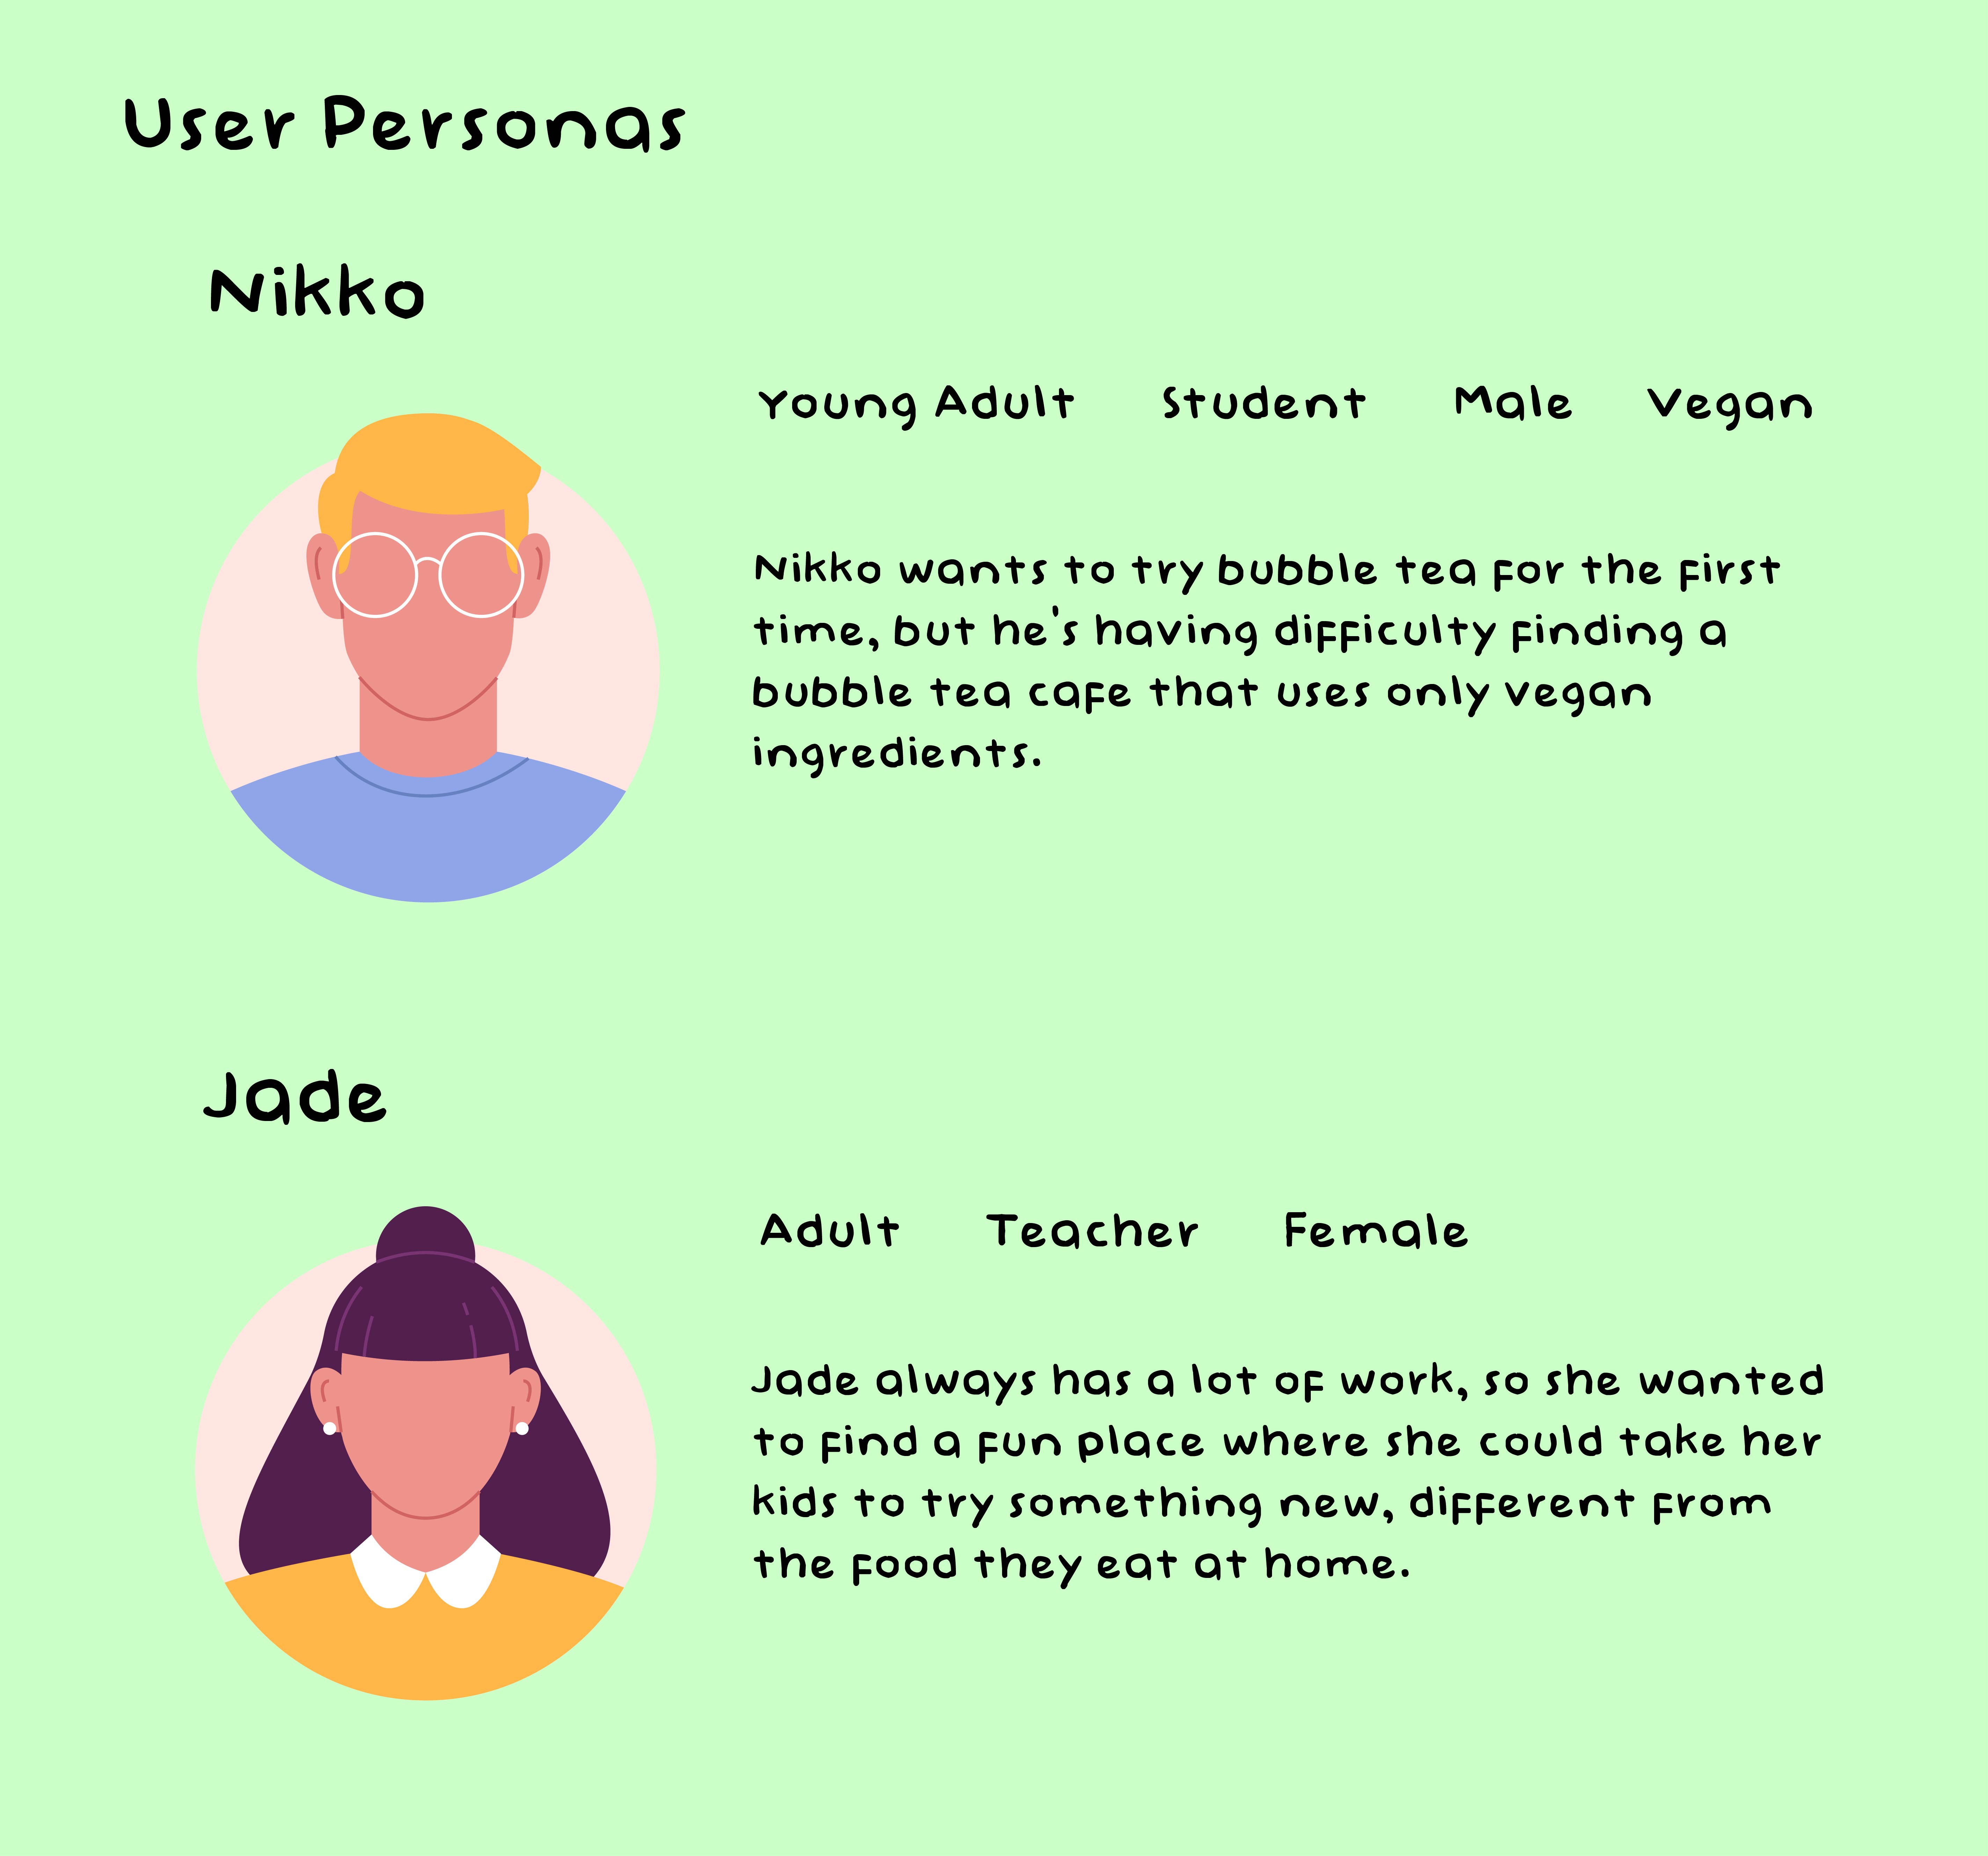 User Personas
Nikko
Young Adult Student Male Vegan
Nikko wants to try bubble tea for the first
time, but he's having difficulty finding a
bubble tea cafe that uses only vegan
ingredients.
Jade
Adult Teacher Female
Jade always has a lot of work, so she wanted
to find a fun place where she could take her
kids to try something new, different from
the food they eat at home.